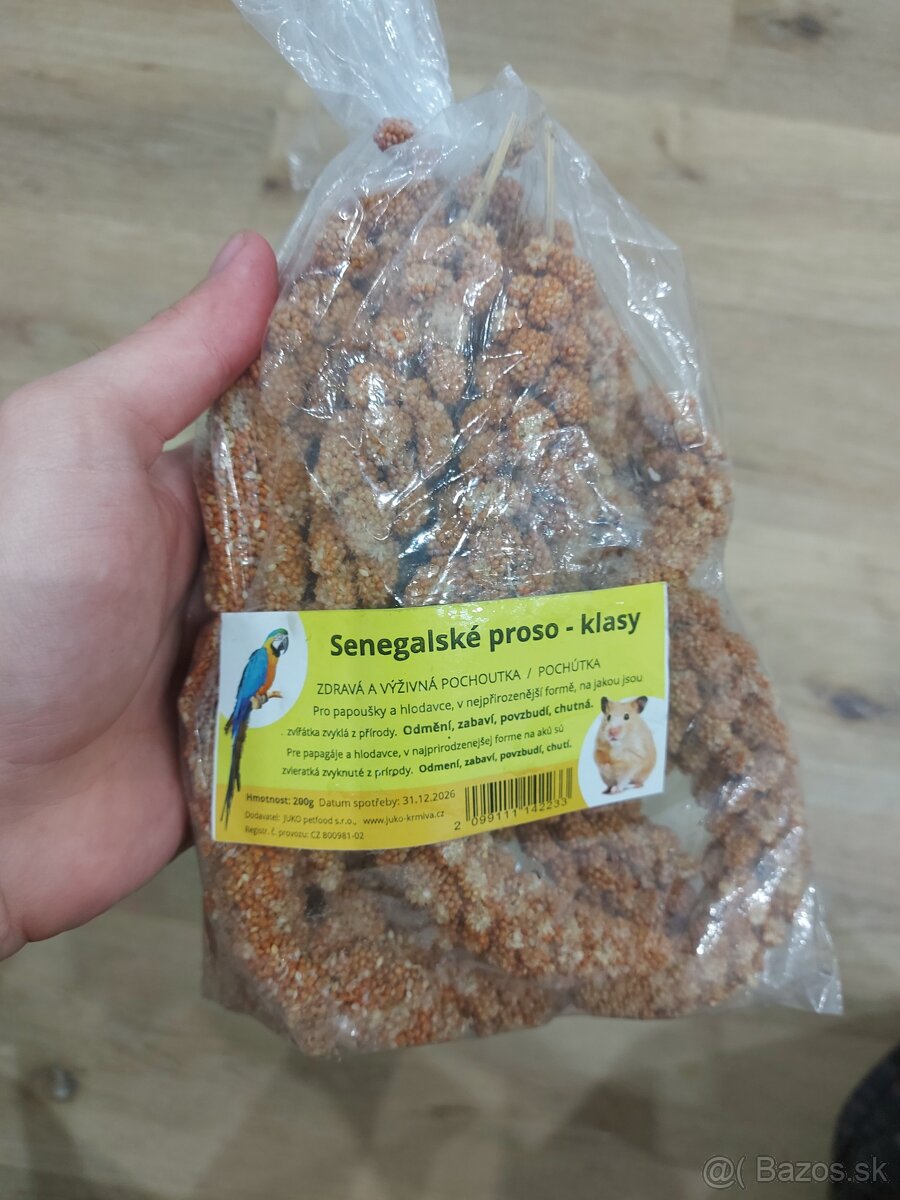 Senegalské proso - klasy
ZDRAVÁ A VÝŽIVNÁ POCHOUTKA / POCHÚTKA
Pro papoušky a hlodavce, v nejpřirozenější formě, na jakou jsou
zvířátka zvyklá z přírody. Odmění, zabaví, povzbudí, chutná.
Pre papagáje a hlodavce, v najprirodzenejšej forme na akú sú
zvieratká zvyknuté z prírody. Odmení, zabaví, povzbudí, chutí.
Hmotnost: 200g Datum spotřeby: 31.12.2026
Dodavatel: JUKO petfood s.r.o., www.juko-krmiva.cz
Registr. č. provozu: CZ 800981-02
2 099111 142233
@( Bazos.sk